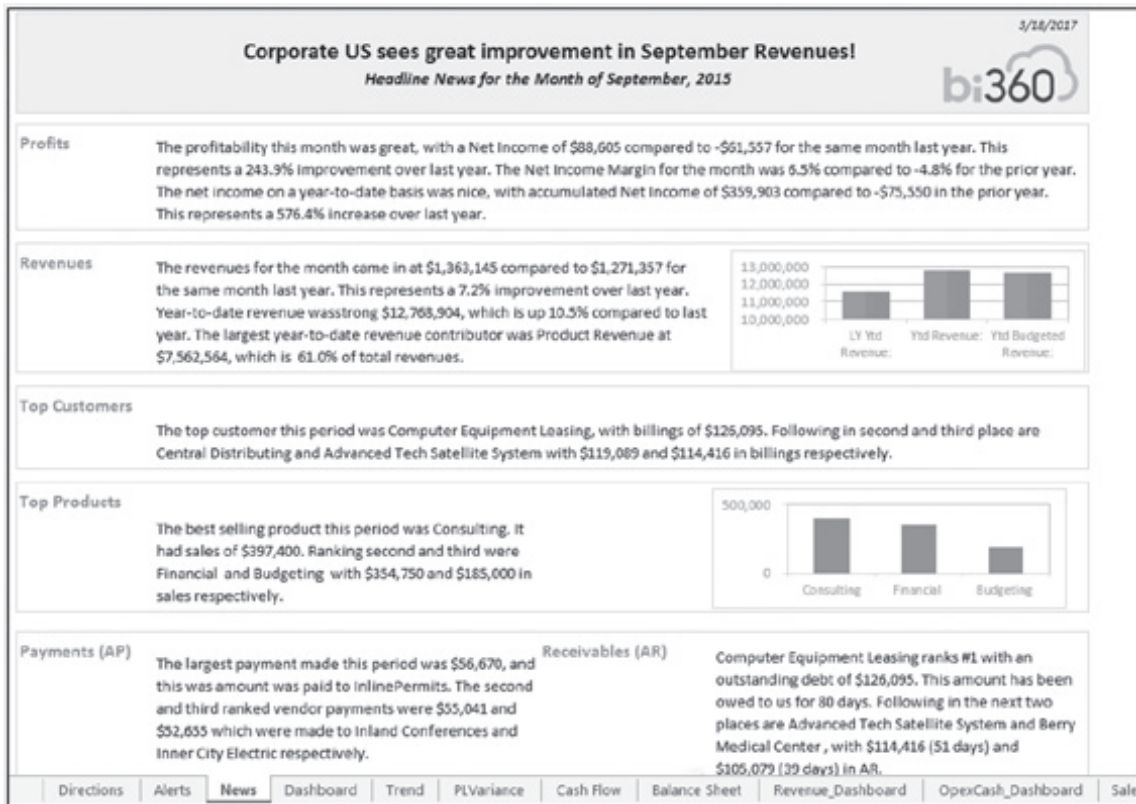 3/18/2017
Corporate US sees great improvement in September Revenues!
Headline News for the Month of September, 2015
bi360
Profits
The profitability this month was great, with a Net Income of $88,605 compared to -$61,557 for the same month last year. This
represents a 243.9% improvement over last year. The Net Income Margin for the month was 6.5% compared to -4.8% for the prior year.
The net income on a year-to-date basis was nice, with accumulated Net Income of $359,903 compared to -$75,550 in the prior year.
This represents a 576.4% increase over last year.
Revenues
The revenues for the month came in at $1,363,145 compared to $1,271,357 for
the same month last year. This represents a 7.2% improvement over last year.
Year-to-date revenue wasstrong $12,768,904, which is up 10.5% compared to last
year. The largest year-to-date revenue contributor was Product Revenue at
$7,562,564, which is 61.0% of total revenues.
13,000,000
12,000,000
11,000,000
10,000,000
LY Ytd Ytd Revenue: Ytd Budgeted
Revenue: Revenue:
Top Customers
The top customer this period was Computer Equipment Leasing, with billings of $126,095. Following in second and third place are
Central Distributing and Advanced Tech Satellite System with $119,089 and $114,416 in billings respectively.
Top Products
The best selling product this period was Consulting. It
had sales of $397,400. Ranking second and third were
Financial and Budgeting with $354,750 and $185,000 in
sales respectively.
500,000
0
Consulting Financial Budgeting
Payments (AP)
The largest payment made this period was $56,670, and
this was amount was paid to InlinePermits. The second
and third ranked vendor payments were $55,041 and
$52,655 which were made to Inland Conferences and
Inner City Electric respectively.
Receivables (AR)
Computer Equipment Leasing ranks #1 with an
outstanding debt of $126,095. This amount has been
owed to us for 80 days. Following in the next two
places are Advanced Tech Satellite System and Berry
Medical Center , with $114,416 (51 days) and
$105,079 (39 days) in AR.
Directions Alerts News Dashboard Trend PLVariance Cash Flow Balance Sheet Revenue_Dashboard OpexCash_Dashboard Sale